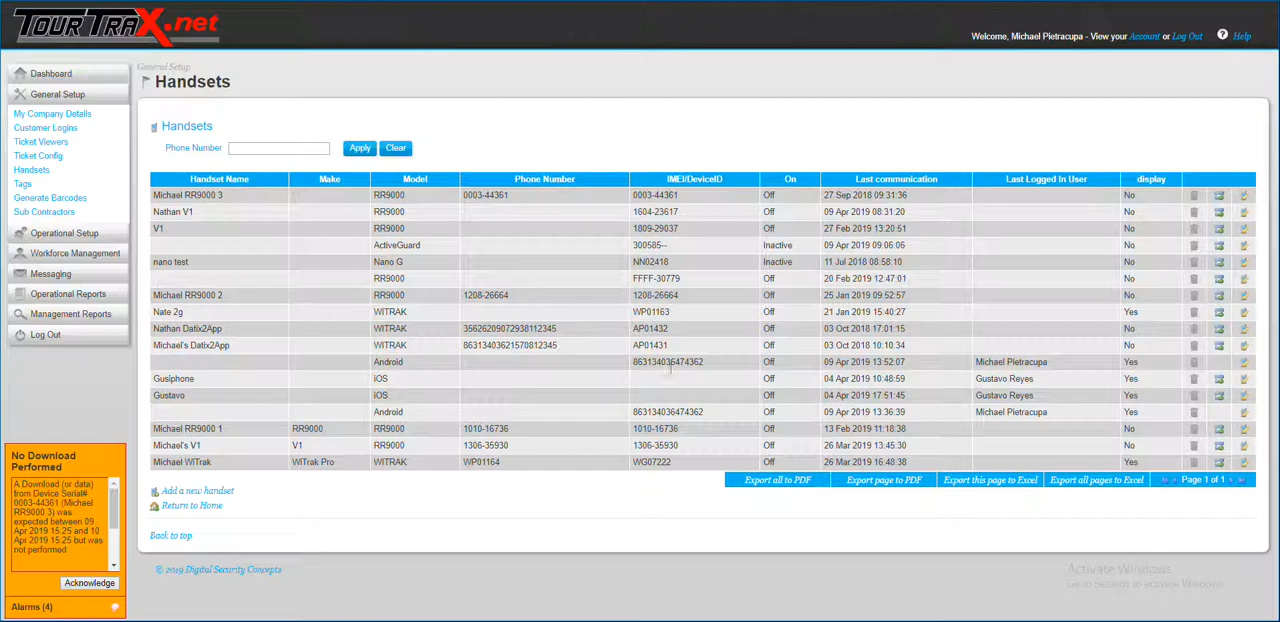 TOURTRAX.net
Welcome, Michael Pietracupa - View your Account or Log Out ? Help
Dashboard
General Setup
My Company Details
Customer Logins
Ticket Viewers
Ticket Config
Handsets
Tags
Generate Barcodes
Sub Contractors
Operational Setup
Workforce Management
Messaging
Operational Reports
Management Reports
Log Out
No Download
Performed
A Download (or data)
from Device Serial#
0003-44361 (Michael
RR9000 3) was
expected between 09
Apr 2019 15:25 and 10
Apr 2019 15:25 but was
not performed
Acknowledge
Alarms (4)
General Setup
Handsets
Handsets
Phone Number Apply Clear
Handset Name Make Model Phone Number IMEI/DeviceID On Last communication Last Logged In User display
Michael RR9000 3 RR9000 0003-44361 0003-44361 Off 27 Sep 2018 09:31:36 No
Nathan V1 RR9000 1604-23617 Off 09 Apr 2019 08:31:20 No
V1 RR9000 1809-29037 Off 27 Feb 2019 13:20:51 No
ActiveGuard 300585-- Inactive 09 Apr 2019 09:06:06 No
nano test Nano G NN02418 Inactive 11 Jul 2018 08:58:10 No
RR9000 FFFF-30779 Off 20 Feb 2019 12:47:01 No
Michael RR9000 2 RR9000 1208-26664 1208-26664 Off 25 Jan 2019 09:52:57 No
Nate 2g WITRAK WP01163 Off 21 Jan 2019 15:40:27 Yes
Nathan Datix2App WITRAK 35626209072938112345 AP01432 Off 03 Oct 2018 17:01:15 No
Michael's Datix2App WITRAK 86313403621570812345 AP01431 Off 03 Oct 2018 10:10:34 No
Android 863134036474362 Off 09 Apr 2019 13:52:07 Michael Pietracupa Yes
Gusiphone iOS Off 04 Apr 2019 10:48:59 Gustavo Reyes Yes
Gustavo iOS Off 04 Apr 2019 17:51:45 Gustavo Reyes Yes
Android 863134036474362 Off 09 Apr 2019 13:36:39 Michael Pietracupa Yes
Michael RR9000 1 RR9000 RR9000 1010-16736 1010-16736 Off 13 Feb 2019 11:18:38 No
Michael's V1 V1 RR9000 1306-35930 1306-35930 Off 26 Mar 2019 13:45:30 No
Michael WITrak WITrak Pro WITRAK WP01164 WG07222 Off 26 Mar 2019 16:48:38 Yes
Export all to PDF Export page to PDF Export this page to Excel Export all pages to Excel Page 1 of 1
Add a new handset
Return to Home
Back to top
© 2019 Digital Security Concepts
Activate Windows
Go to Settings to activate Windows.